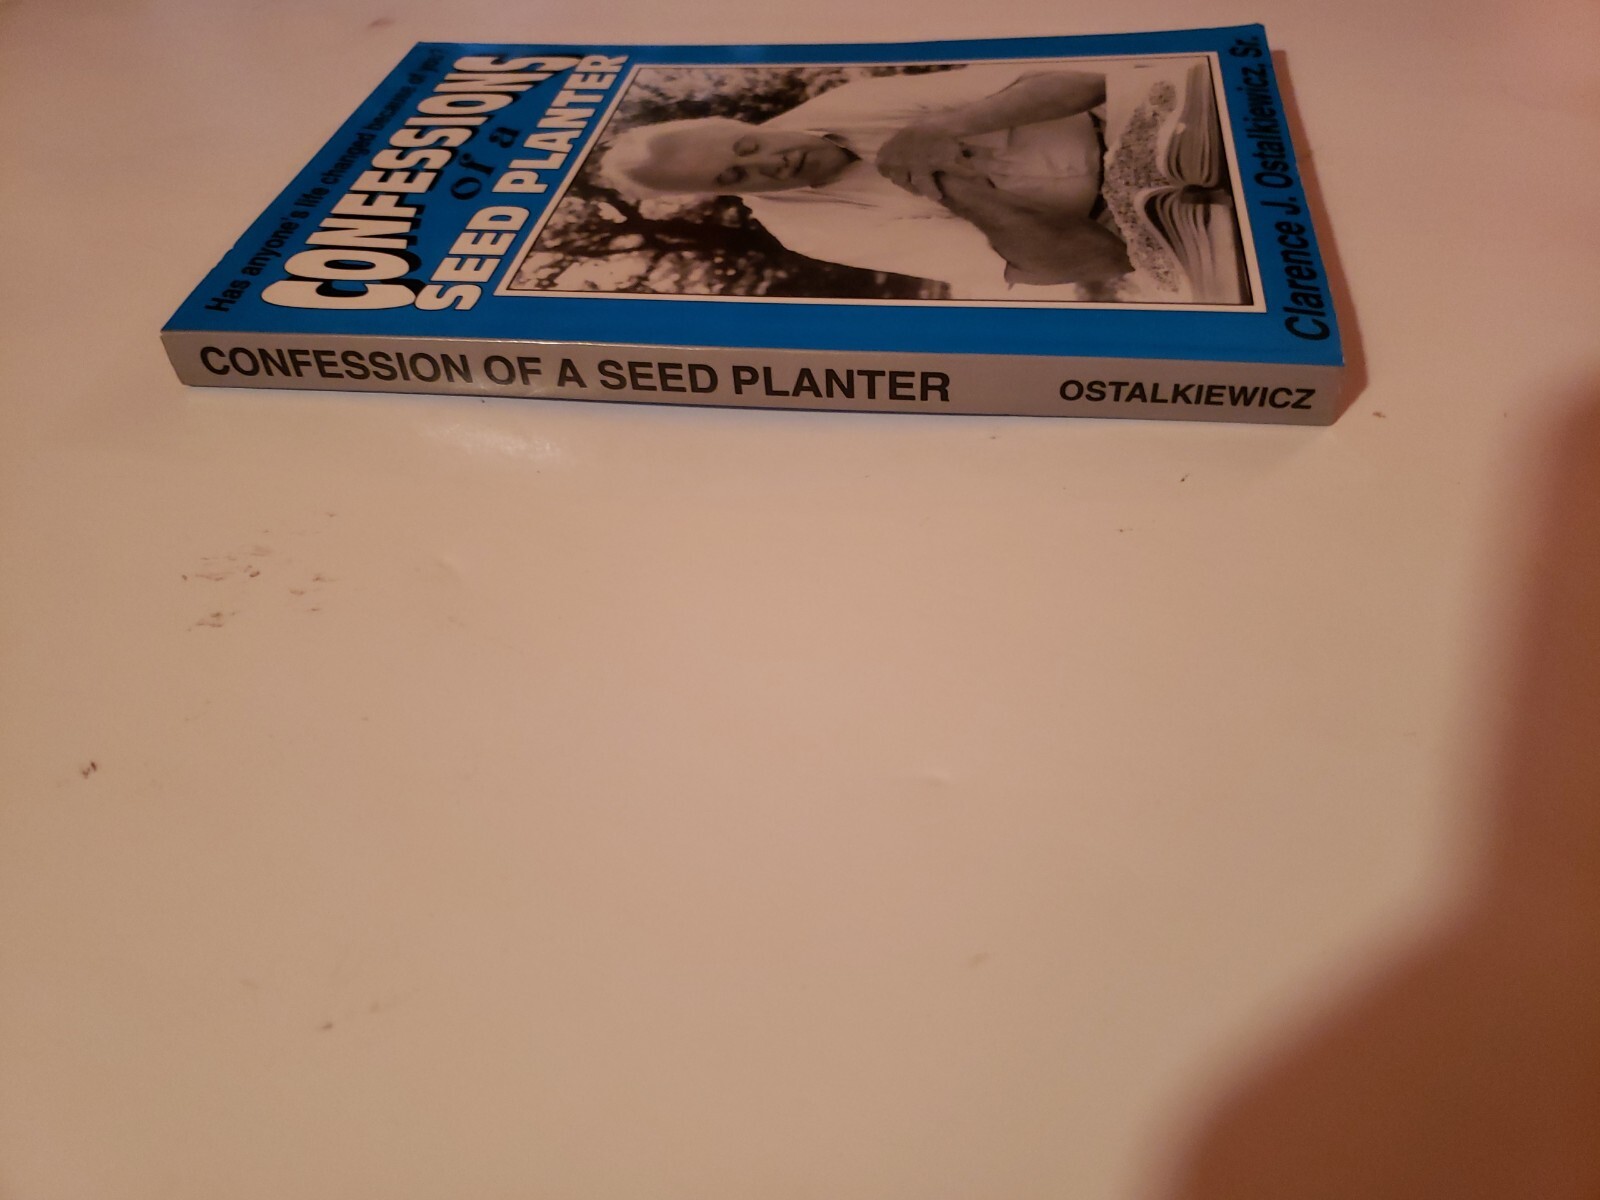 Has anyone's life changed because of you?
CONFESSIONS
of a
SEED PLANTER
Clarence J. Ostalkiewicz, Sr.
CONFESSION OF A SEED PLANTER OSTALKIEWICZ